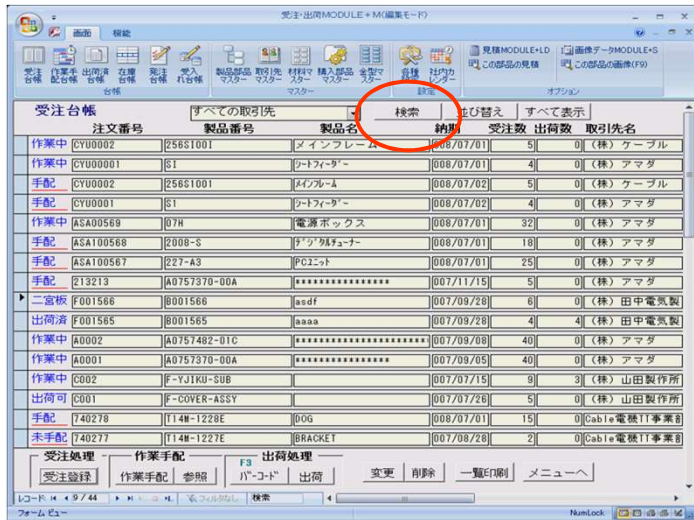 受注・出荷MODULE + M(編集モード)
画面 機能
受注台帳 作業手配台帳 出荷済台帳 在庫台帳 発注台帳 受入れ台帳
製品部品マスター 取引先マスター 材料マスター 購入部品マスター 金型マスター
各種 社内カレンダー
見積MODULE+LD 画像データMODULE+S
この部品の見積 この部品の画像(F9)
台帳 マスター 設定 オプション
受注台帳 すべての取引先 検索 並び替え すべて表示
注文番号 製品番号 製品名 納期 受注数 出荷数 取引先名
作業中 CYU0002 256S1001 メインフレーム 008/07/01 5 0 (株) ケーブル
作業中 CYU00001 S1 シートフィーダー 008/07/01 4 0 (株) アマダ
手配 CYU0002 256S1001 メインフレーム 008/07/02 5 0 (株) ケーブル
手配 CYU0001 S1 シートフィーダー 008/07/02 4 0 (株) アマダ
作業中 ASA00569 07H 電源ボックス 008/07/01 32 0 (株) アマダ
手配 ASA100568 2008-S デジタルチューナー 008/07/01 18 0 (株) アマダ
手配 ASA100567 227-A3 PCユニット 008/07/01 25 0 (株) アマダ
手配 213213 A0757370-00A **************** 007/11/15 5 0 (株) アマダ
二宮板 F001566 B001566 asdf 007/09/28 6 0 (株) 田中電気製
出荷済 F001565 B001565 aaaa 007/09/28 4 4 (株) 田中電気製
作業中 A0002 A0757482-01C *********************** 007/09/08 40 0 (株) アマダ
作業中 A0001 A0757370-00A **************** 007/09/05 40 0 (株) アマダ
作業中 C002 F-YJIKU-SUB 007/07/15 9 3 (株) 山田製作所
出荷可 C001 F-COVER-ASSY 007/07/26 5 0 (株) 山田製作所
手配 740278 T14M-1228E DOG 008/07/01 15 0 Cable電機IT事業部
未手配 740277 T14M-1227E BRACKET 007/08/28 2 0 Cable電機IT事業部
受注処理 作業手配 出荷処理
受注登録 作業手配 参照 F3 バーコード 出荷 変更 削除 一覧印刷 メニューへ
レコード: 9 / 44 フィルタなし 検索
フォーム ビュー NumLock